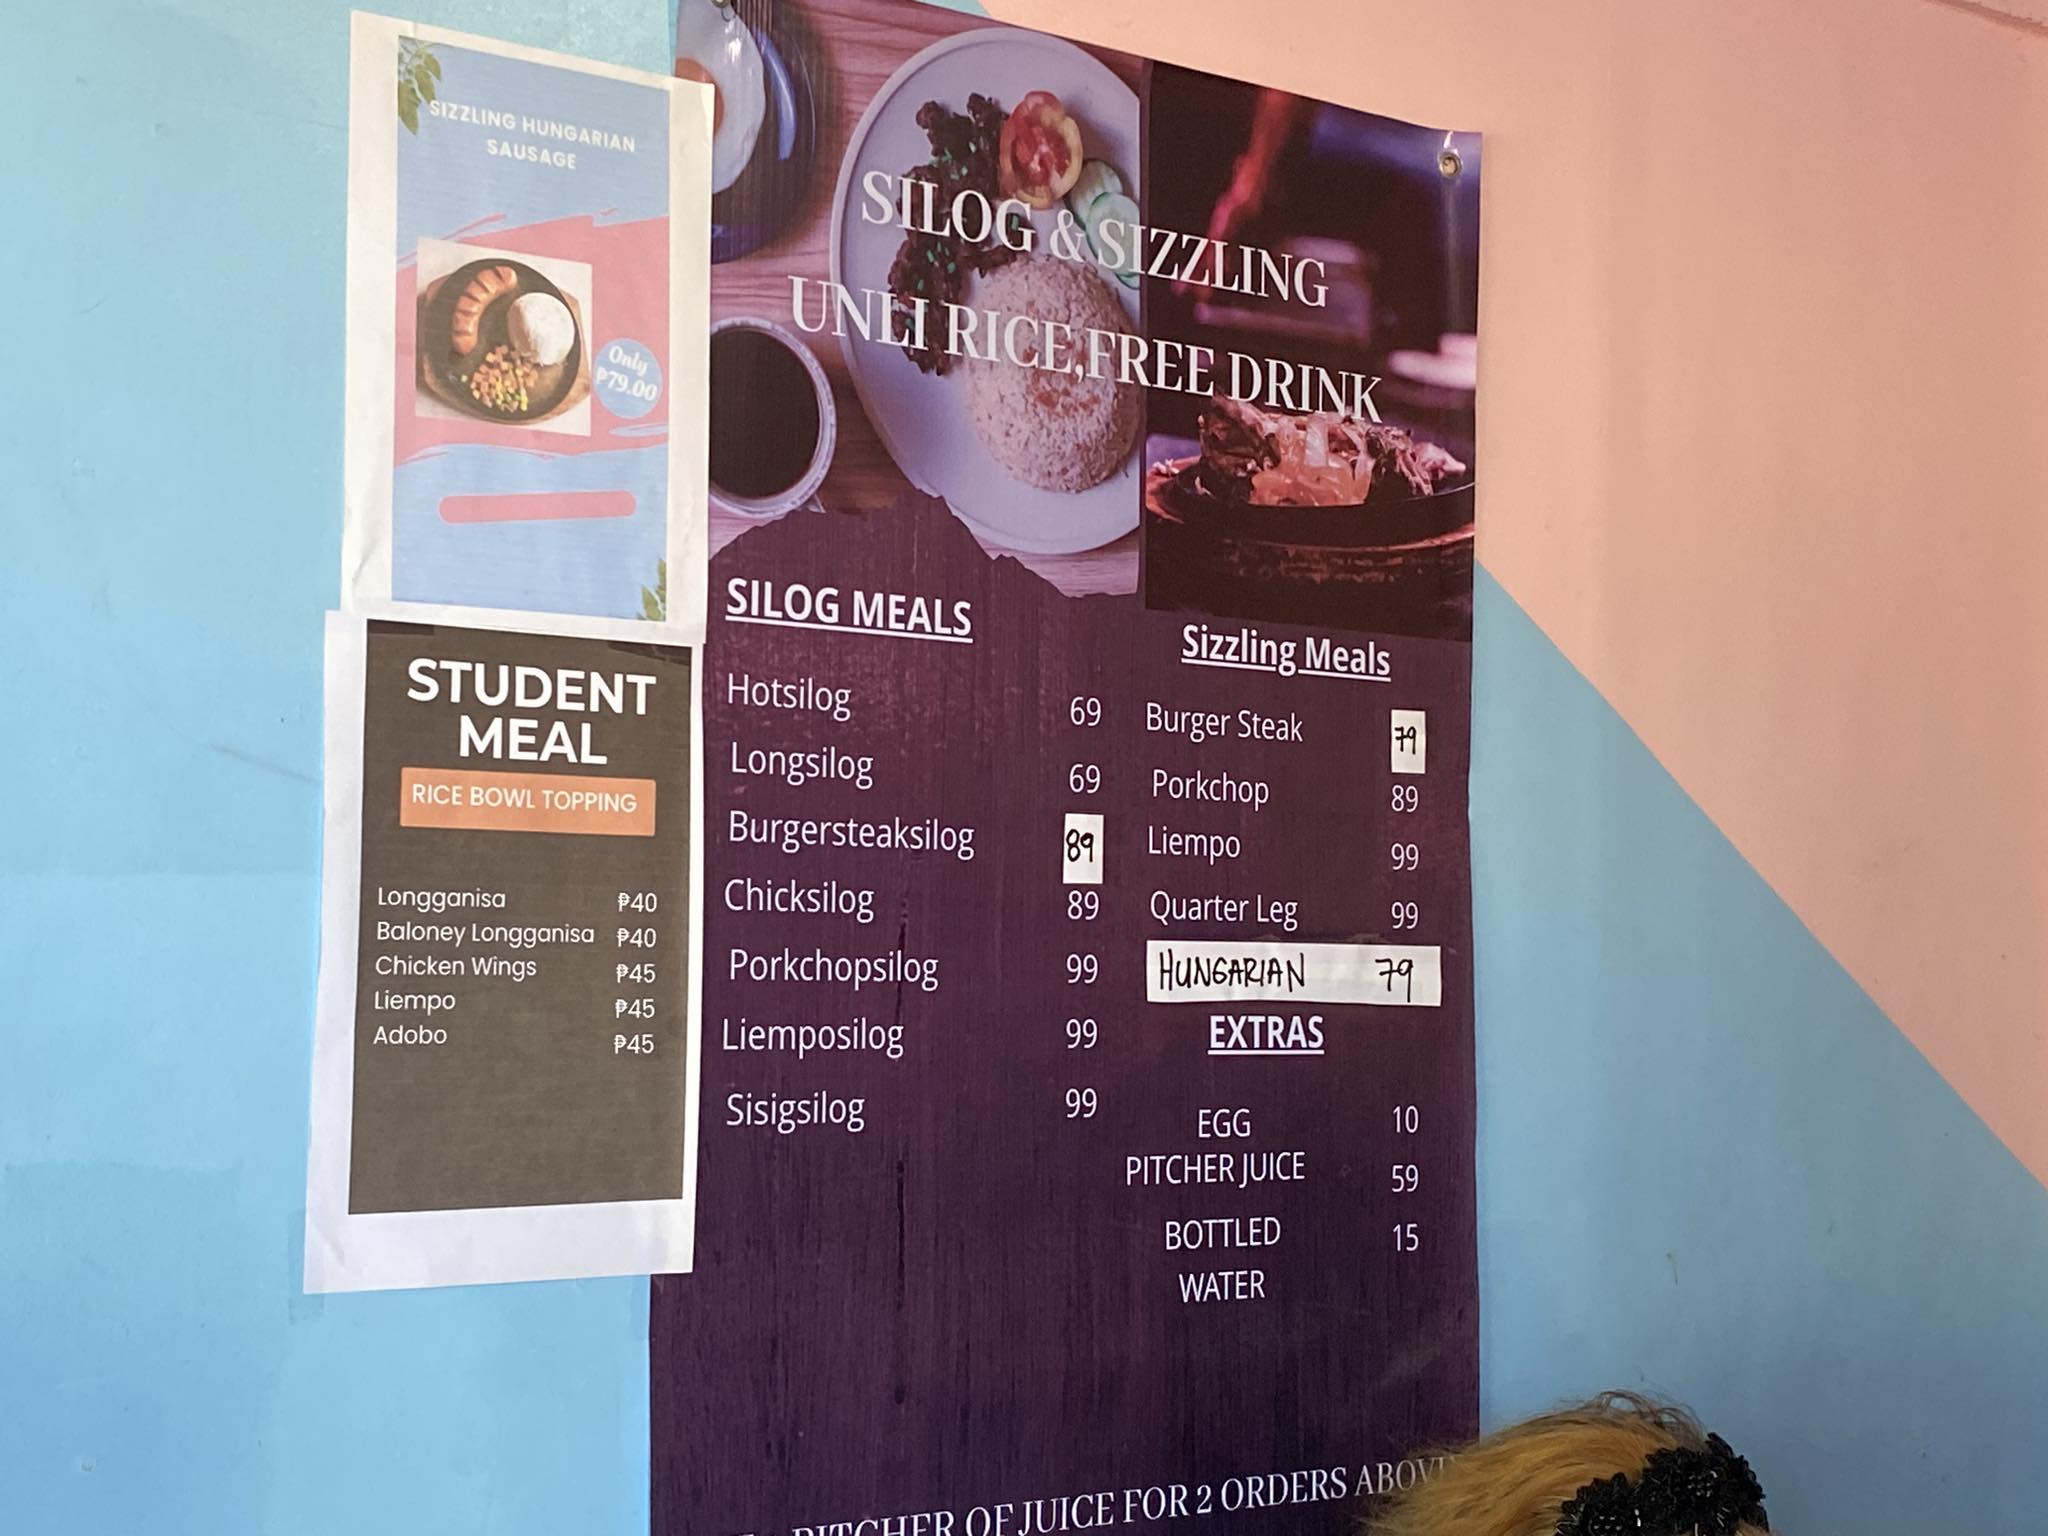 SIZZLING HUNGARIAN
SAUSAGE
Only
₱79.00
STUDENT
MEAL
RICE BOWL TOPPING
Longganisa ₱40
Baloney Longganisa ₱40
Chicken Wings ₱45
Liempo ₱45
Adobo ₱45
SILOG & SIZZLING
UNLI RICE,FREE DRINK
SILOG MEALS
Hotsilog 69
Longsilog 69
Burgersteaksilog 89
Chicksilog 89
Porkchopsilog 99
Liemposilog 99
Sisigsilog 99
Sizzling Meals
Burger Steak 79
Porkchop 89
Liempo 99
Quarter Leg 99
HUNGARIAN 79
EXTRAS
EGG 10
PITCHER JUICE 59
BOTTLED 15
WATER
PITCHER OF JUICE FOR 2 ORDERS ABOVE